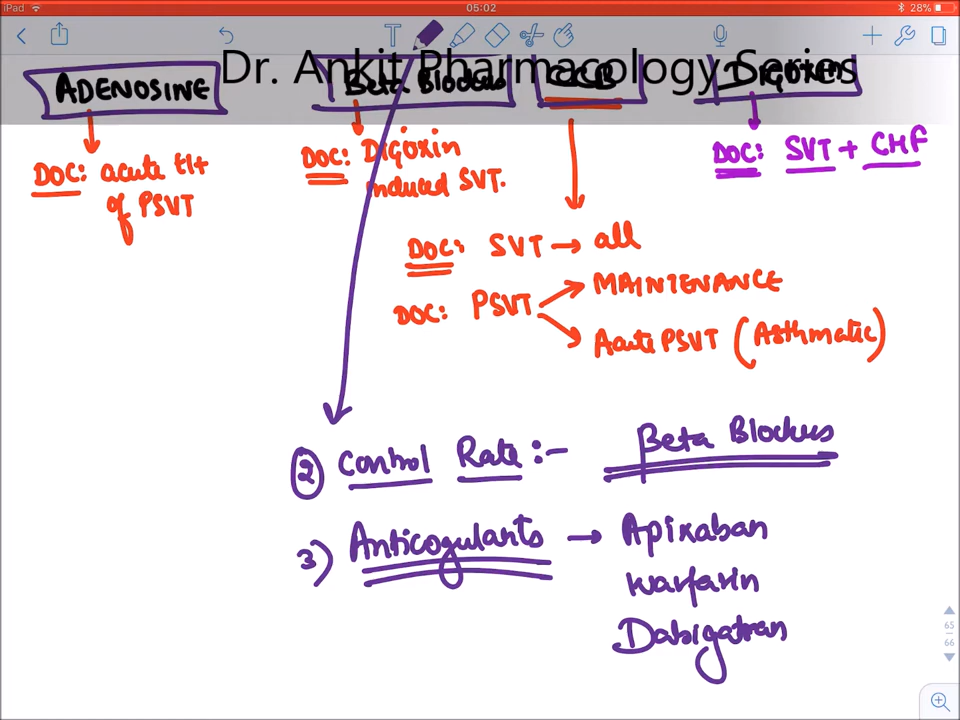 iPad 05:02 28%
Dr. Ankit Pharmacology Series
ADENOSINE Beta Blockers CCB DIGOXIN
DOC: acute ttt
of PSVT
DOC: Digoxin
induced SVT.
DOC: SVT + CHF
DOC: SVT → all
DOC: PSVT → MAINTENANCE
→ Acute PSVT (Asthmatic)
② Control Rate :- Beta Blockers
3) Anticogulants → Apixaban
Warfarin
Dabigatran
65
66